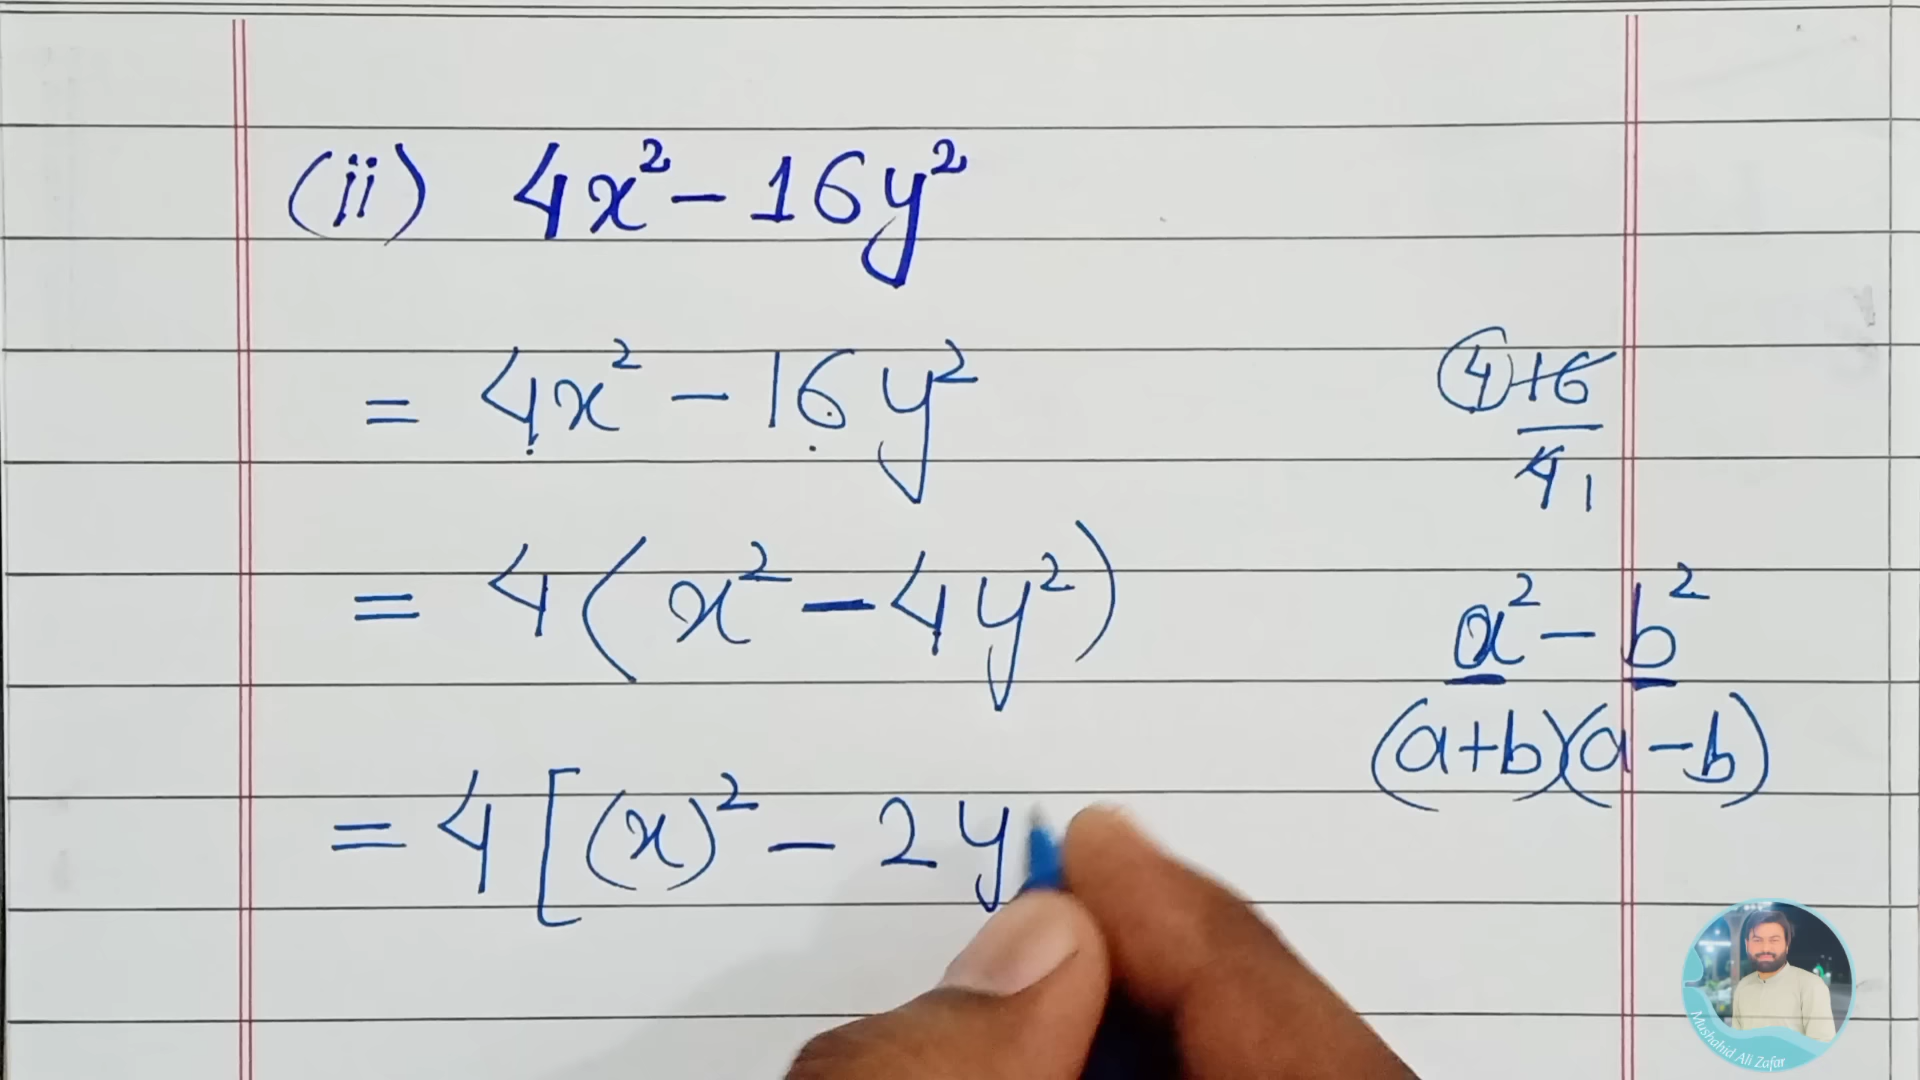 (ii) 4x² - 16y²
= 4x² - 16y²
4 16
4 1
= 4(x² - 4y²)
a² - b²
(a+b)(a-b)
= 4[(x)² - 2y
Mushahid Ali Zafar